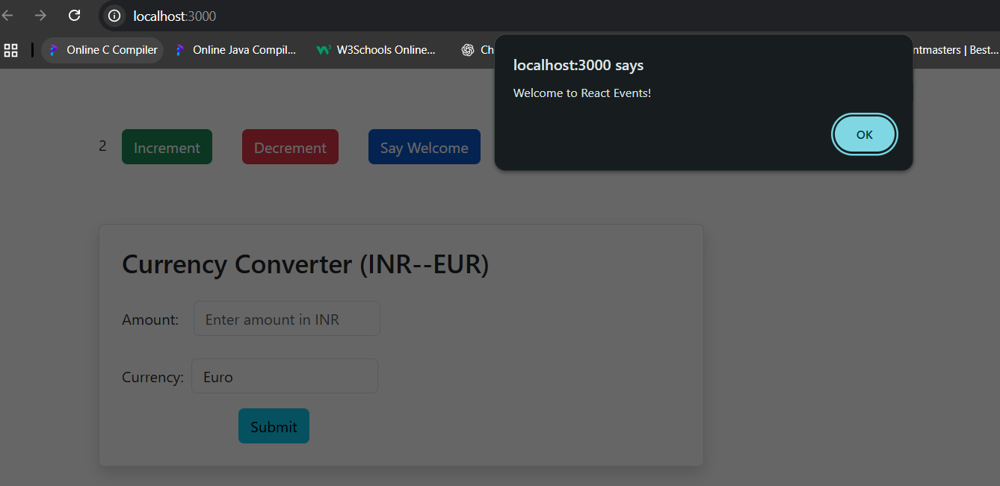 localhost:3000
Online C Compiler Online Java Compil... W3Schools Online... Ch ntmasters | Best...
localhost:3000 says
Welcome to React Events!
OK
2 Increment Decrement Say Welcome
Currency Converter (INR--EUR)
Amount: Enter amount in INR
Currency: Euro
Submit